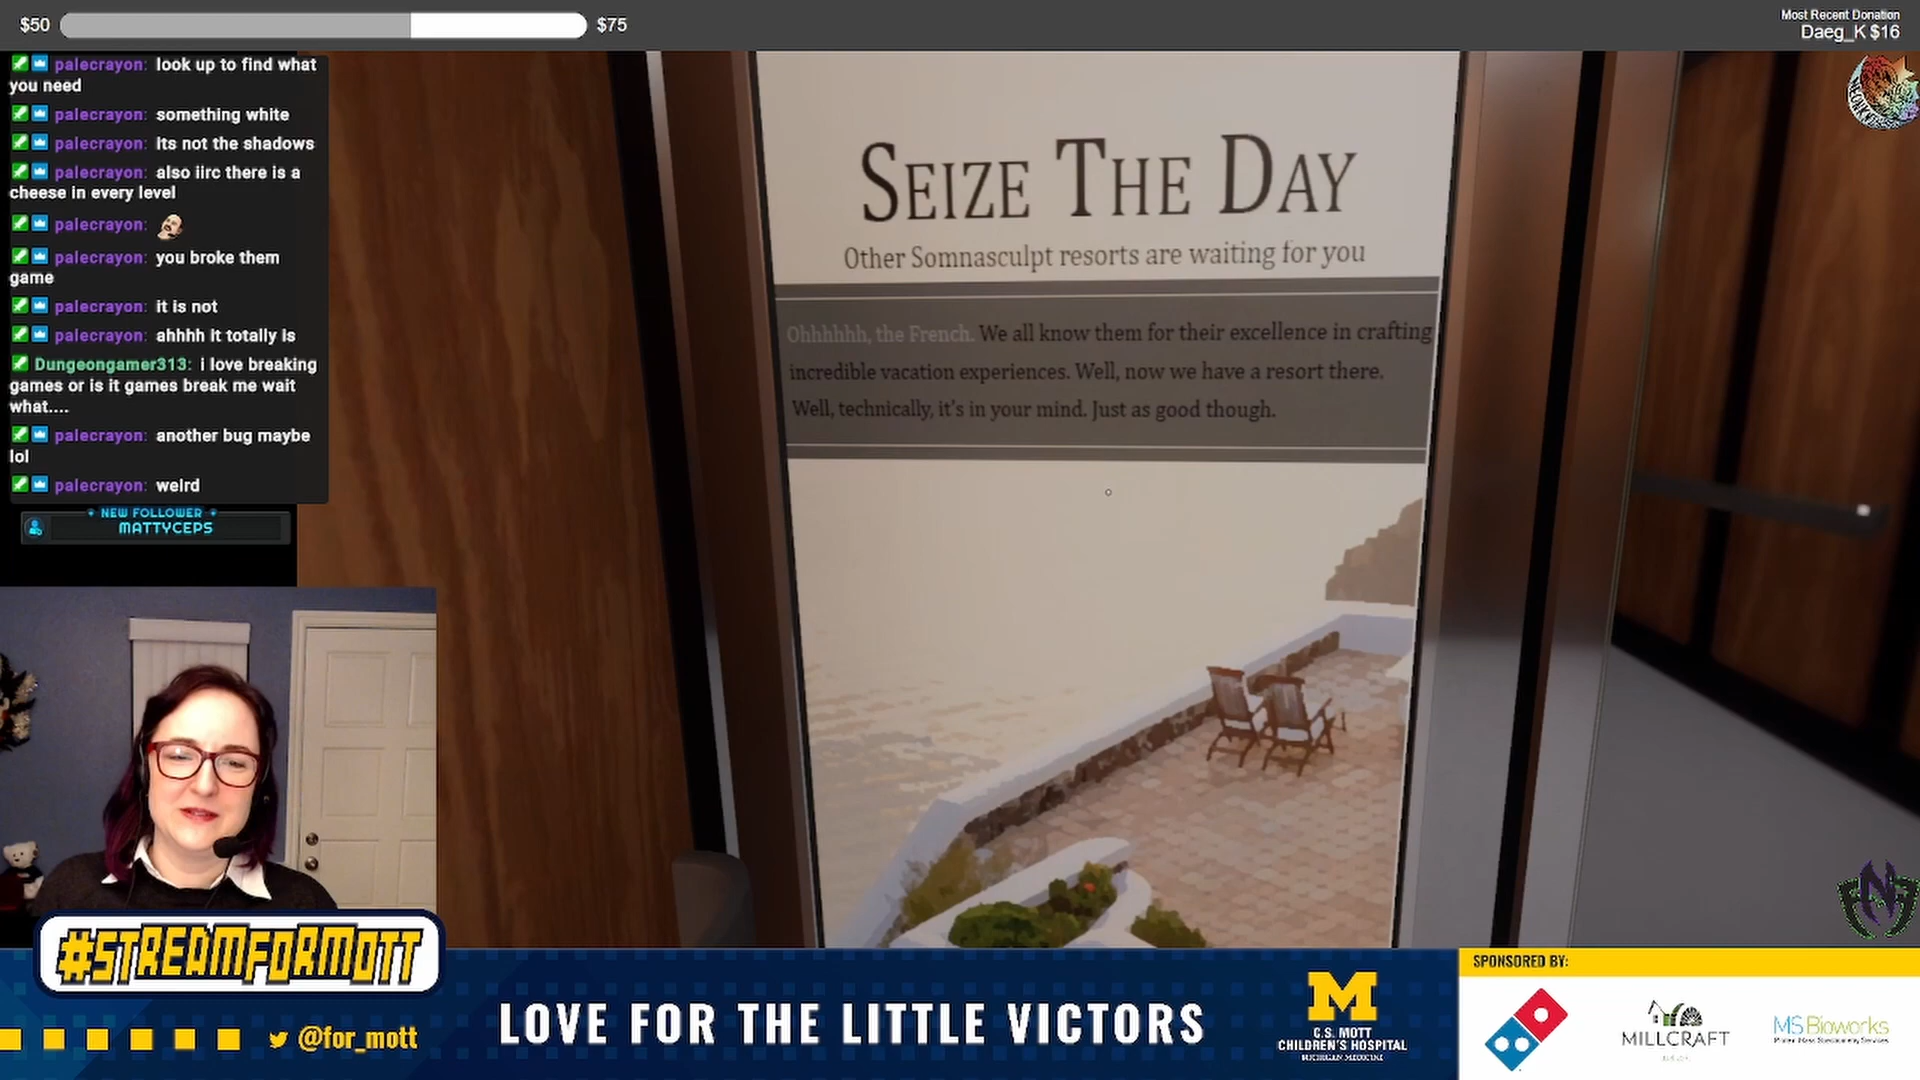 $50
$75
Most Recent Donation
Daeg_K $16
palecrayon: look up to find what
you need
palecrayon: something white
palecrayon: Its not the shadows
palecrayon: also iirc there is a
cheese in every level
palecrayon:
palecrayon: you broke them
game
palecrayon: it is not
palecrayon: ahhhh it totally is
Dungeongamer313: i love breaking
games or is it games break me wait
what....
palecrayon: another bug maybe
lol
palecrayon: weird
NEW FOLLOWER
MATTYCEPS
SEIZE THE DAY
Other Somnasculpt resorts are waiting for you
Ohhhhhh, the French. We all know them for their excellence in crafting
incredible vacation experiences. Well, now we have a resort there.
Well, technically, it's in your mind. Just as good though.
#STREAMFORMOTT
@for_mott
LOVE FOR THE LITTLE VICTORS
M
C.S. MOTT
CHILDREN'S HOSPITAL
MICHIGAN MEDICINE
SPONSORED BY:
MILLCRAFT
MS Bioworks